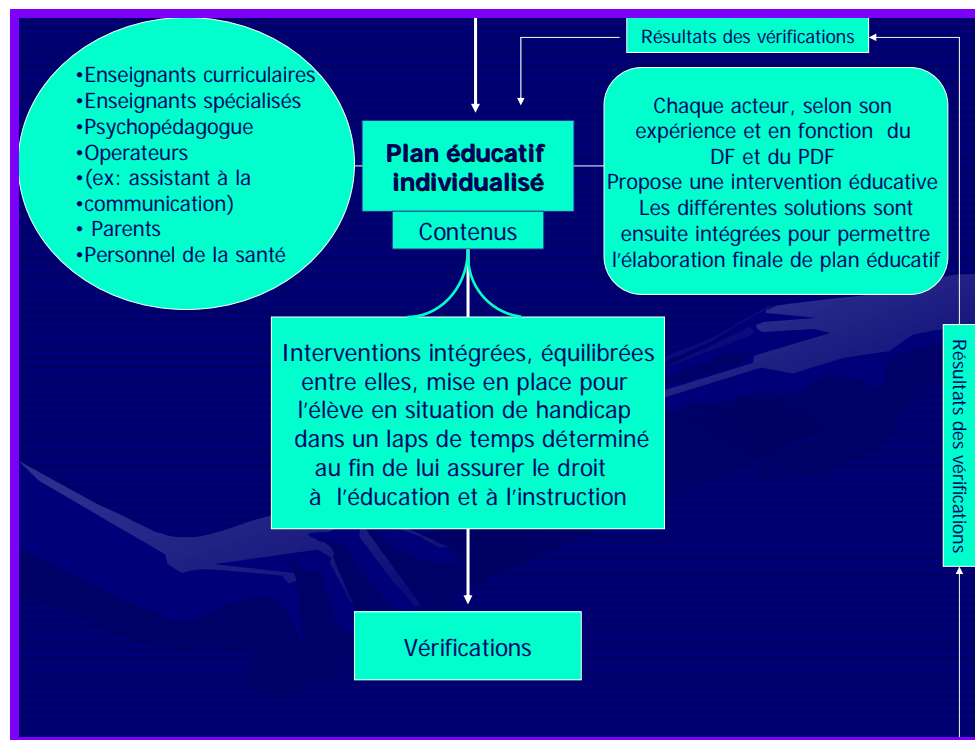 Résultats des vérifications
•Enseignants curriculaires
•Enseignants spécialisés
•Psychopédagogue
•Operateurs
•(ex: assistant à la
•communication)
• Parents
•Personnel de la santé
Plan éducatif
individualisé
Contenus
Chaque acteur, selon son
expérience et en fonction du
DF et du PDF
Propose une intervention éducative
Les différentes solutions sont
ensuite intégrées pour permettre
l'élaboration finale de plan éducatif
Interventions intégrées, équilibrées
entre elles, mise en place pour
l'élève en situation de handicap
dans un laps de temps déterminé
au fin de lui assurer le droit
à l'éducation et à l'instruction
Résultats des vérifications
Vérifications